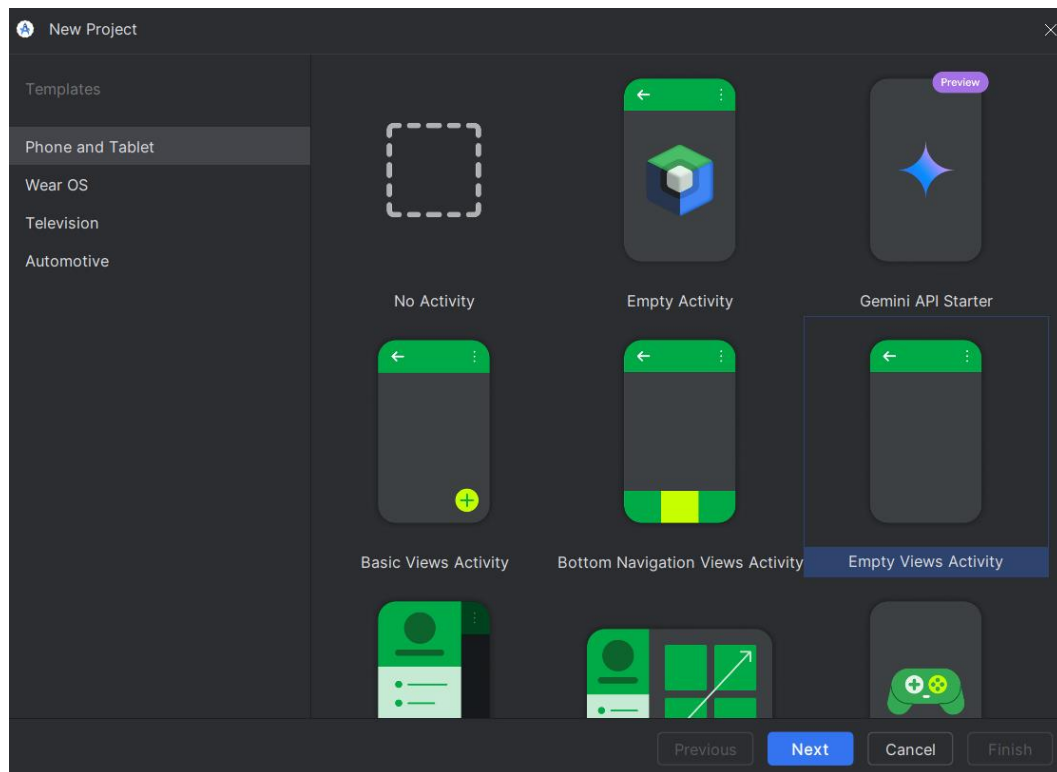 New Project
Templates
Phone and Tablet
Wear OS
Television
Automotive
Preview
No Activity
Empty Activity
Gemini API Starter
Basic Views Activity
Bottom Navigation Views Activity
Empty Views Activity
Previous
Next
Cancel
Finish